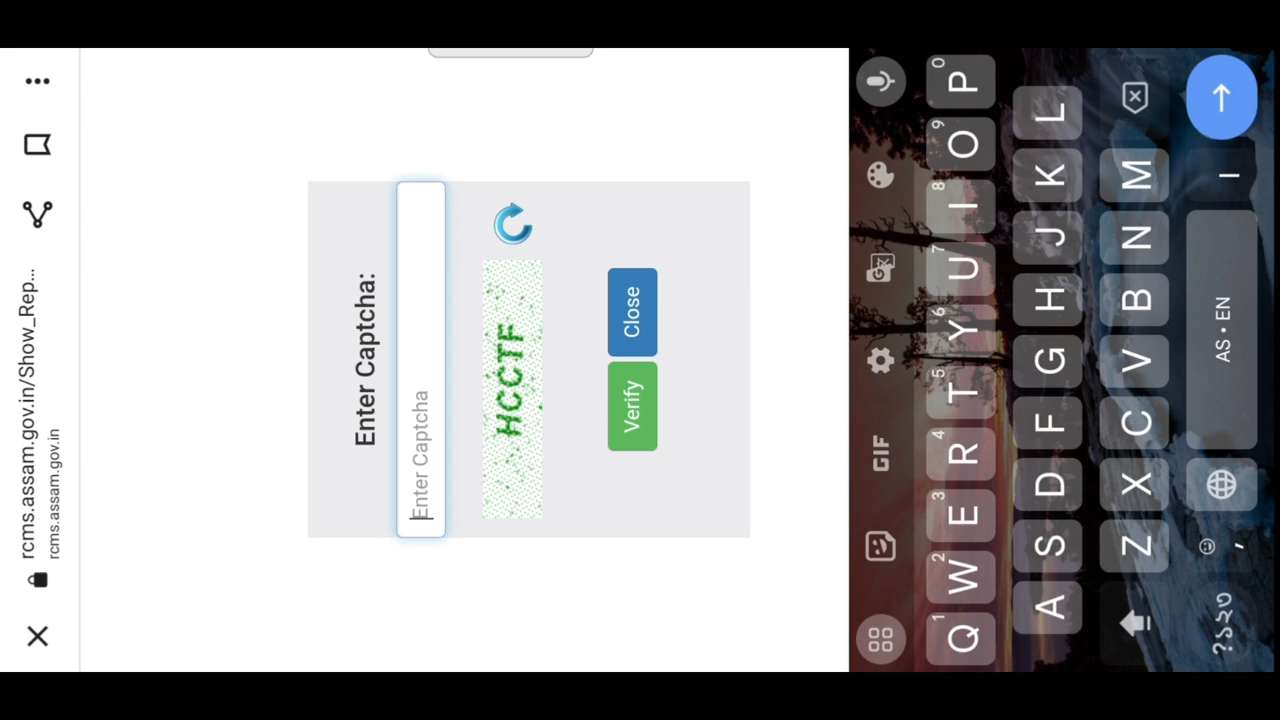 rcms.assam.gov.in/Show_Rep...
rcms.assam.gov.in
Enter Captcha:
Enter Captcha
HCCTF
Verify Close
GIF
1 2 3 4 5 6 7 8 9 0
Q W E R T Y U I O P
A S D F G H J K L
Z X C V B N M
?১২৩ , AS • EN ।